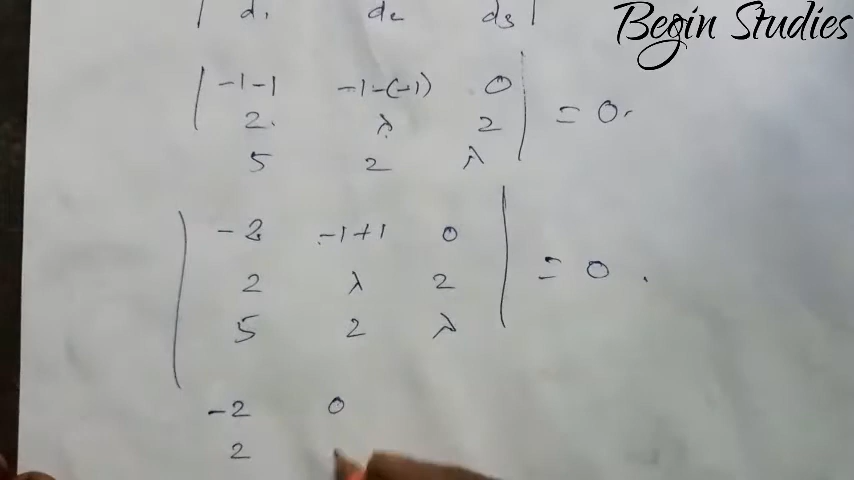 Begin Studies
| d₁ d₂ d₃ |
| -1-1 -1-(-1) 0 | = 0.
2. λ 2
5 2 λ
| -2 -1+1 0 |
2 λ 2 = 0.
5 2 λ
-2 0
2